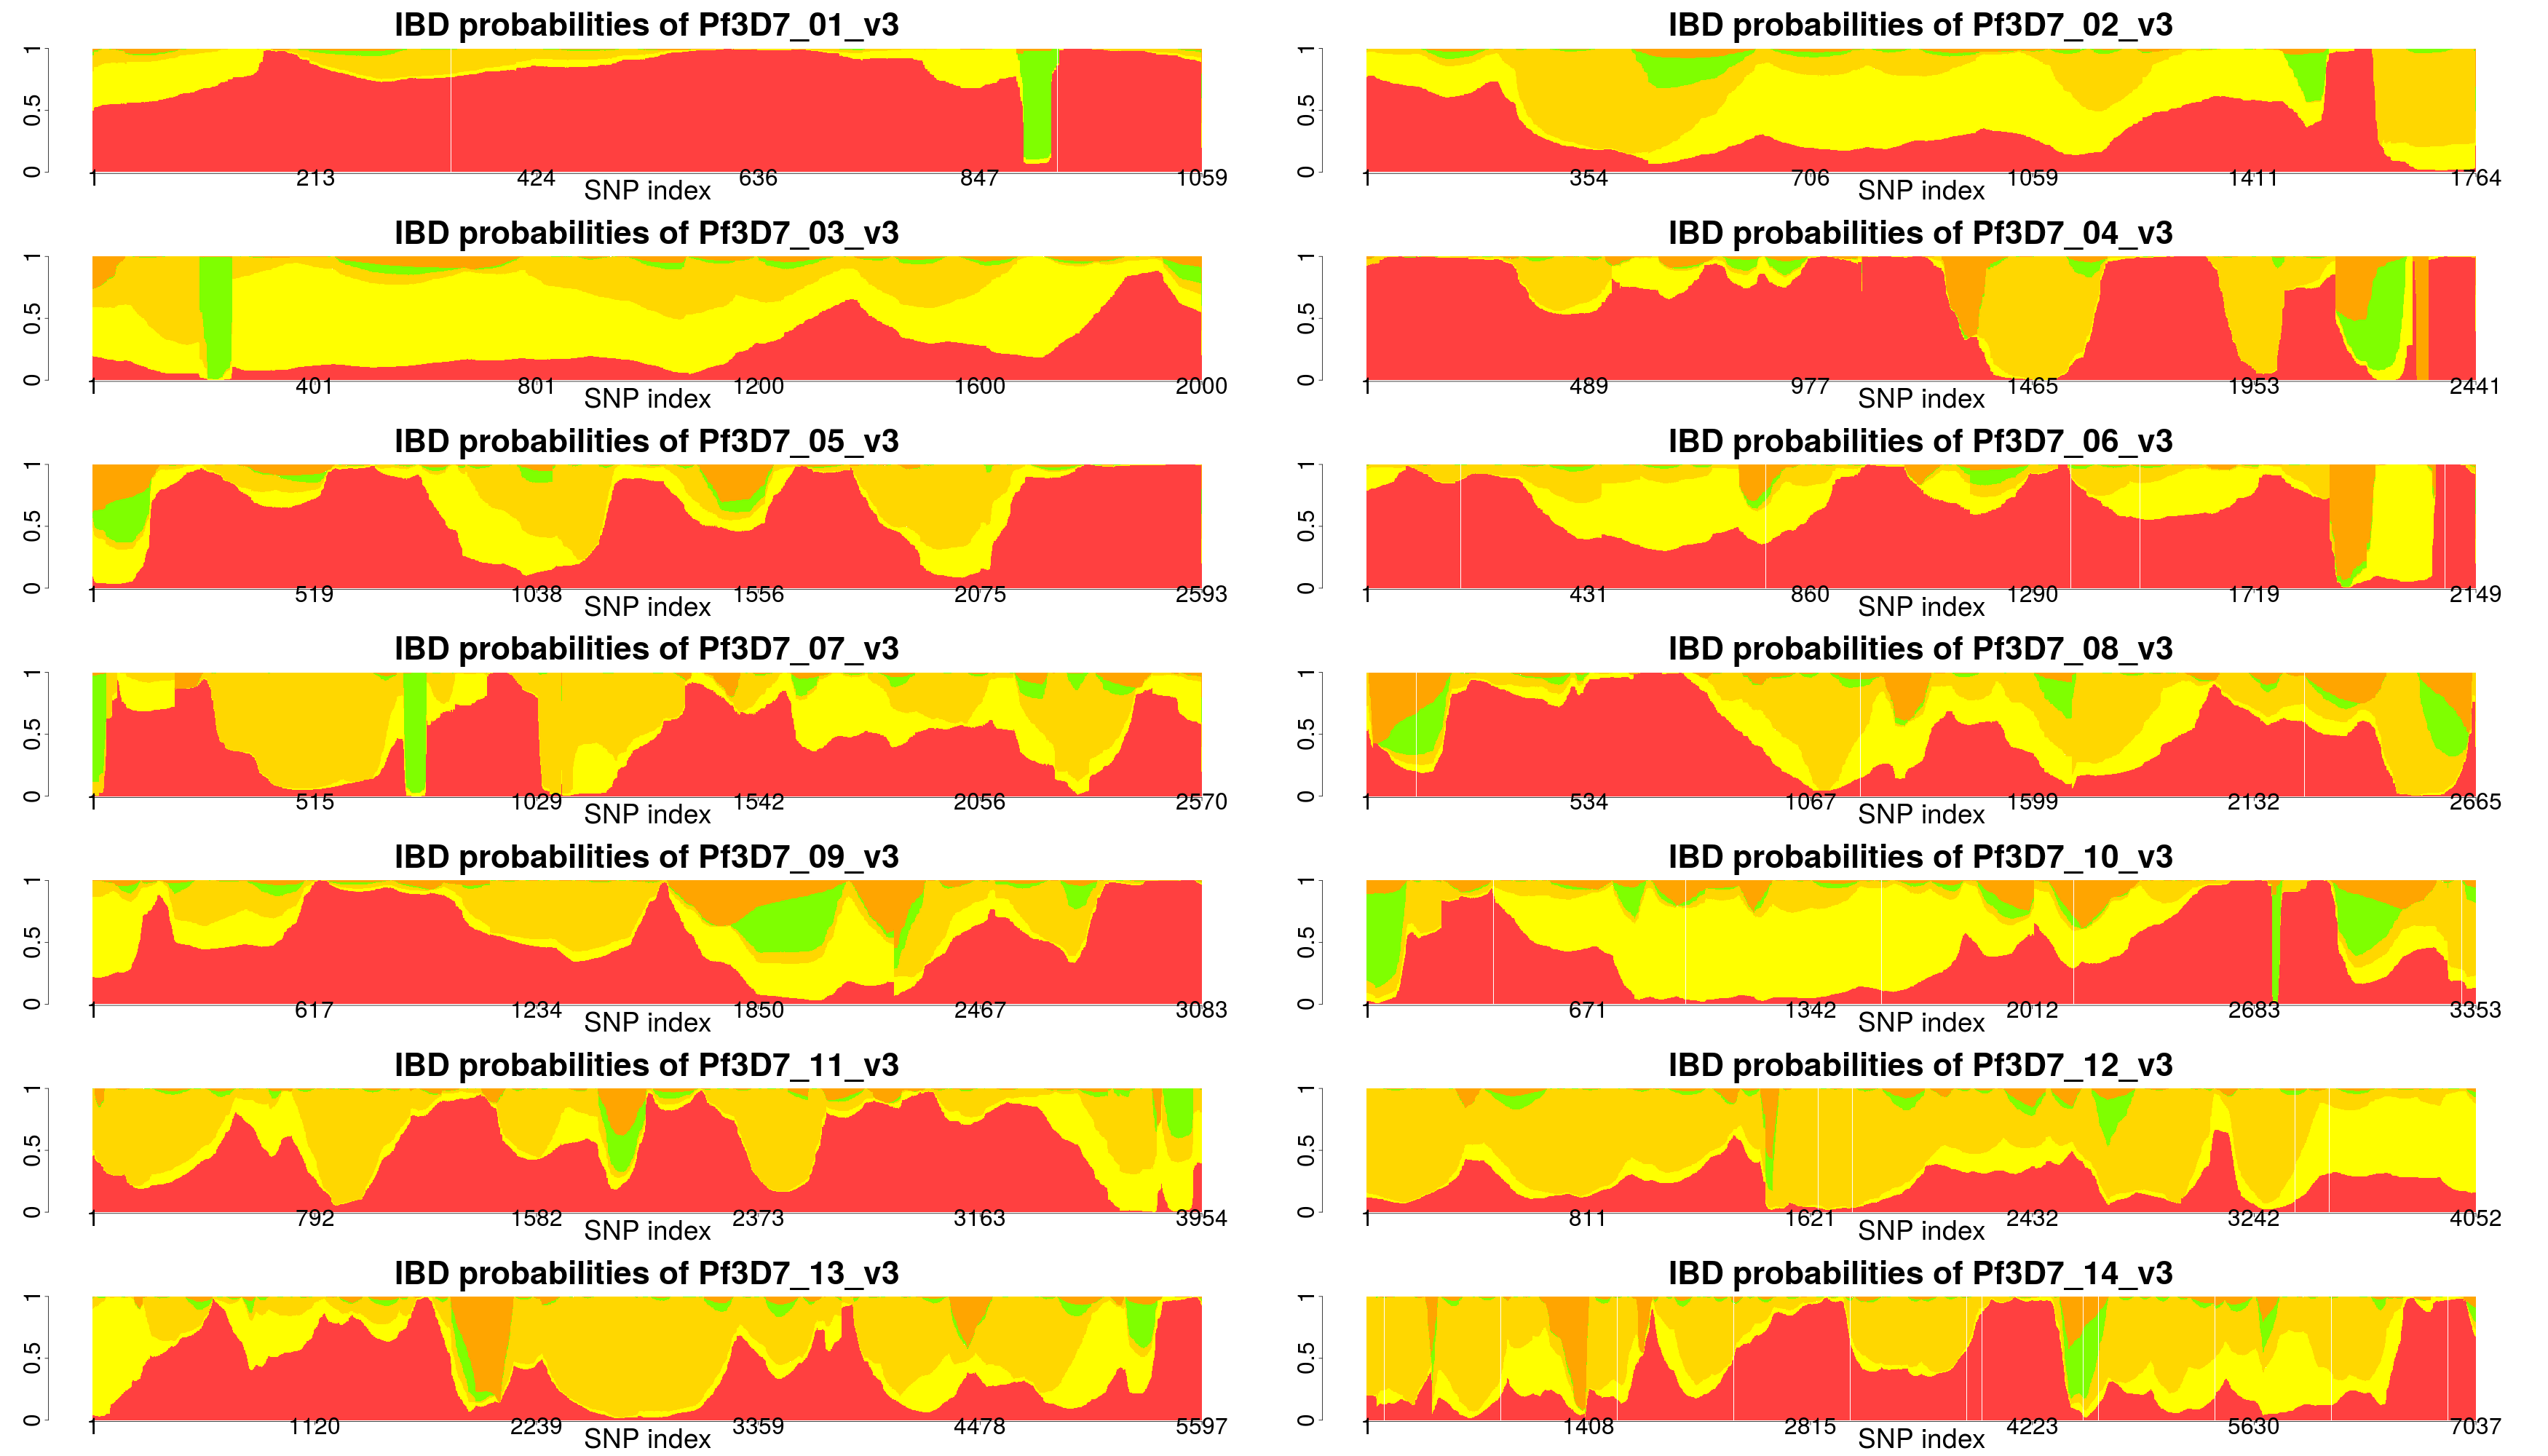 IBD probabilities of Pf3D7_01_v3
0 0.5 1
1 213 424 636 847 1059
SNP index
IBD probabilities of Pf3D7_02_v3
0 0.5 1
1 354 706 1059 1411 1764
SNP index
IBD probabilities of Pf3D7_03_v3
0 0.5 1
1 401 801 1200 1600 2000
SNP index
IBD probabilities of Pf3D7_04_v3
0 0.5 1
1 489 977 1465 1953 2441
SNP index
IBD probabilities of Pf3D7_05_v3
0 0.5 1
1 519 1038 1556 2075 2593
SNP index
IBD probabilities of Pf3D7_06_v3
0 0.5 1
1 431 860 1290 1719 2149
SNP index
IBD probabilities of Pf3D7_07_v3
0 0.5 1
1 515 1029 1542 2056 2570
SNP index
IBD probabilities of Pf3D7_08_v3
0 0.5 1
1 534 1067 1599 2132 2665
SNP index
IBD probabilities of Pf3D7_09_v3
0 0.5 1
1 617 1234 1850 2467 3083
SNP index
IBD probabilities of Pf3D7_10_v3
0 0.5 1
1 671 1342 2012 2683 3353
SNP index
IBD probabilities of Pf3D7_11_v3
0 0.5 1
1 792 1582 2373 3163 3954
SNP index
IBD probabilities of Pf3D7_12_v3
0 0.5 1
1 811 1621 2432 3242 4052
SNP index
IBD probabilities of Pf3D7_13_v3
0 0.5 1
1 1120 2239 3359 4478 5597
SNP index
IBD probabilities of Pf3D7_14_v3
0 0.5 1
1 1408 2815 4223 5630 7037
SNP index